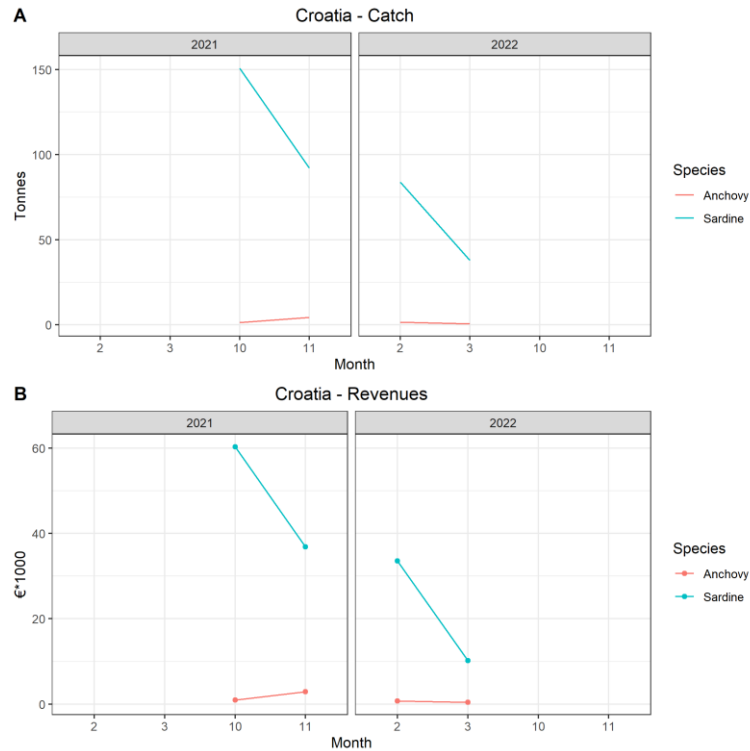 A
Croatia - Catch
2021 2022
150
100
50
0
Tonnes
2 3 10 11 2 3 10 11
Month
Species
Anchovy
Sardine
B
Croatia - Revenues
2021 2022
60
40
20
0
€*1000
2 3 10 11 2 3 10 11
Month
Species
Anchovy
Sardine